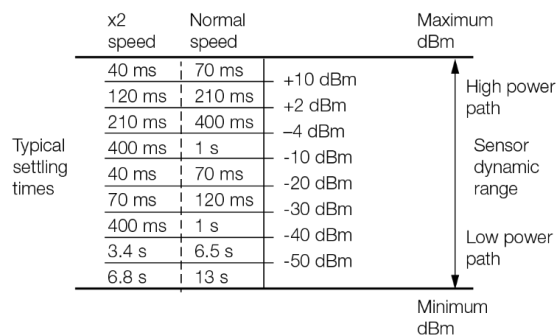 x2 speed Normal speed Maximum dBm
40 ms 70 ms
+10 dBm
120 ms 210 ms
High power path
+2 dBm
210 ms 400 ms
–4 dBm
Typical settling times
400 ms 1 s
Sensor dynamic range
-10 dBm
40 ms 70 ms
-20 dBm
70 ms 120 ms
-30 dBm
400 ms 1 s
-40 dBm
Low power path
3.4 s 6.5 s
-50 dBm
6.8 s 13 s
Minimum dBm